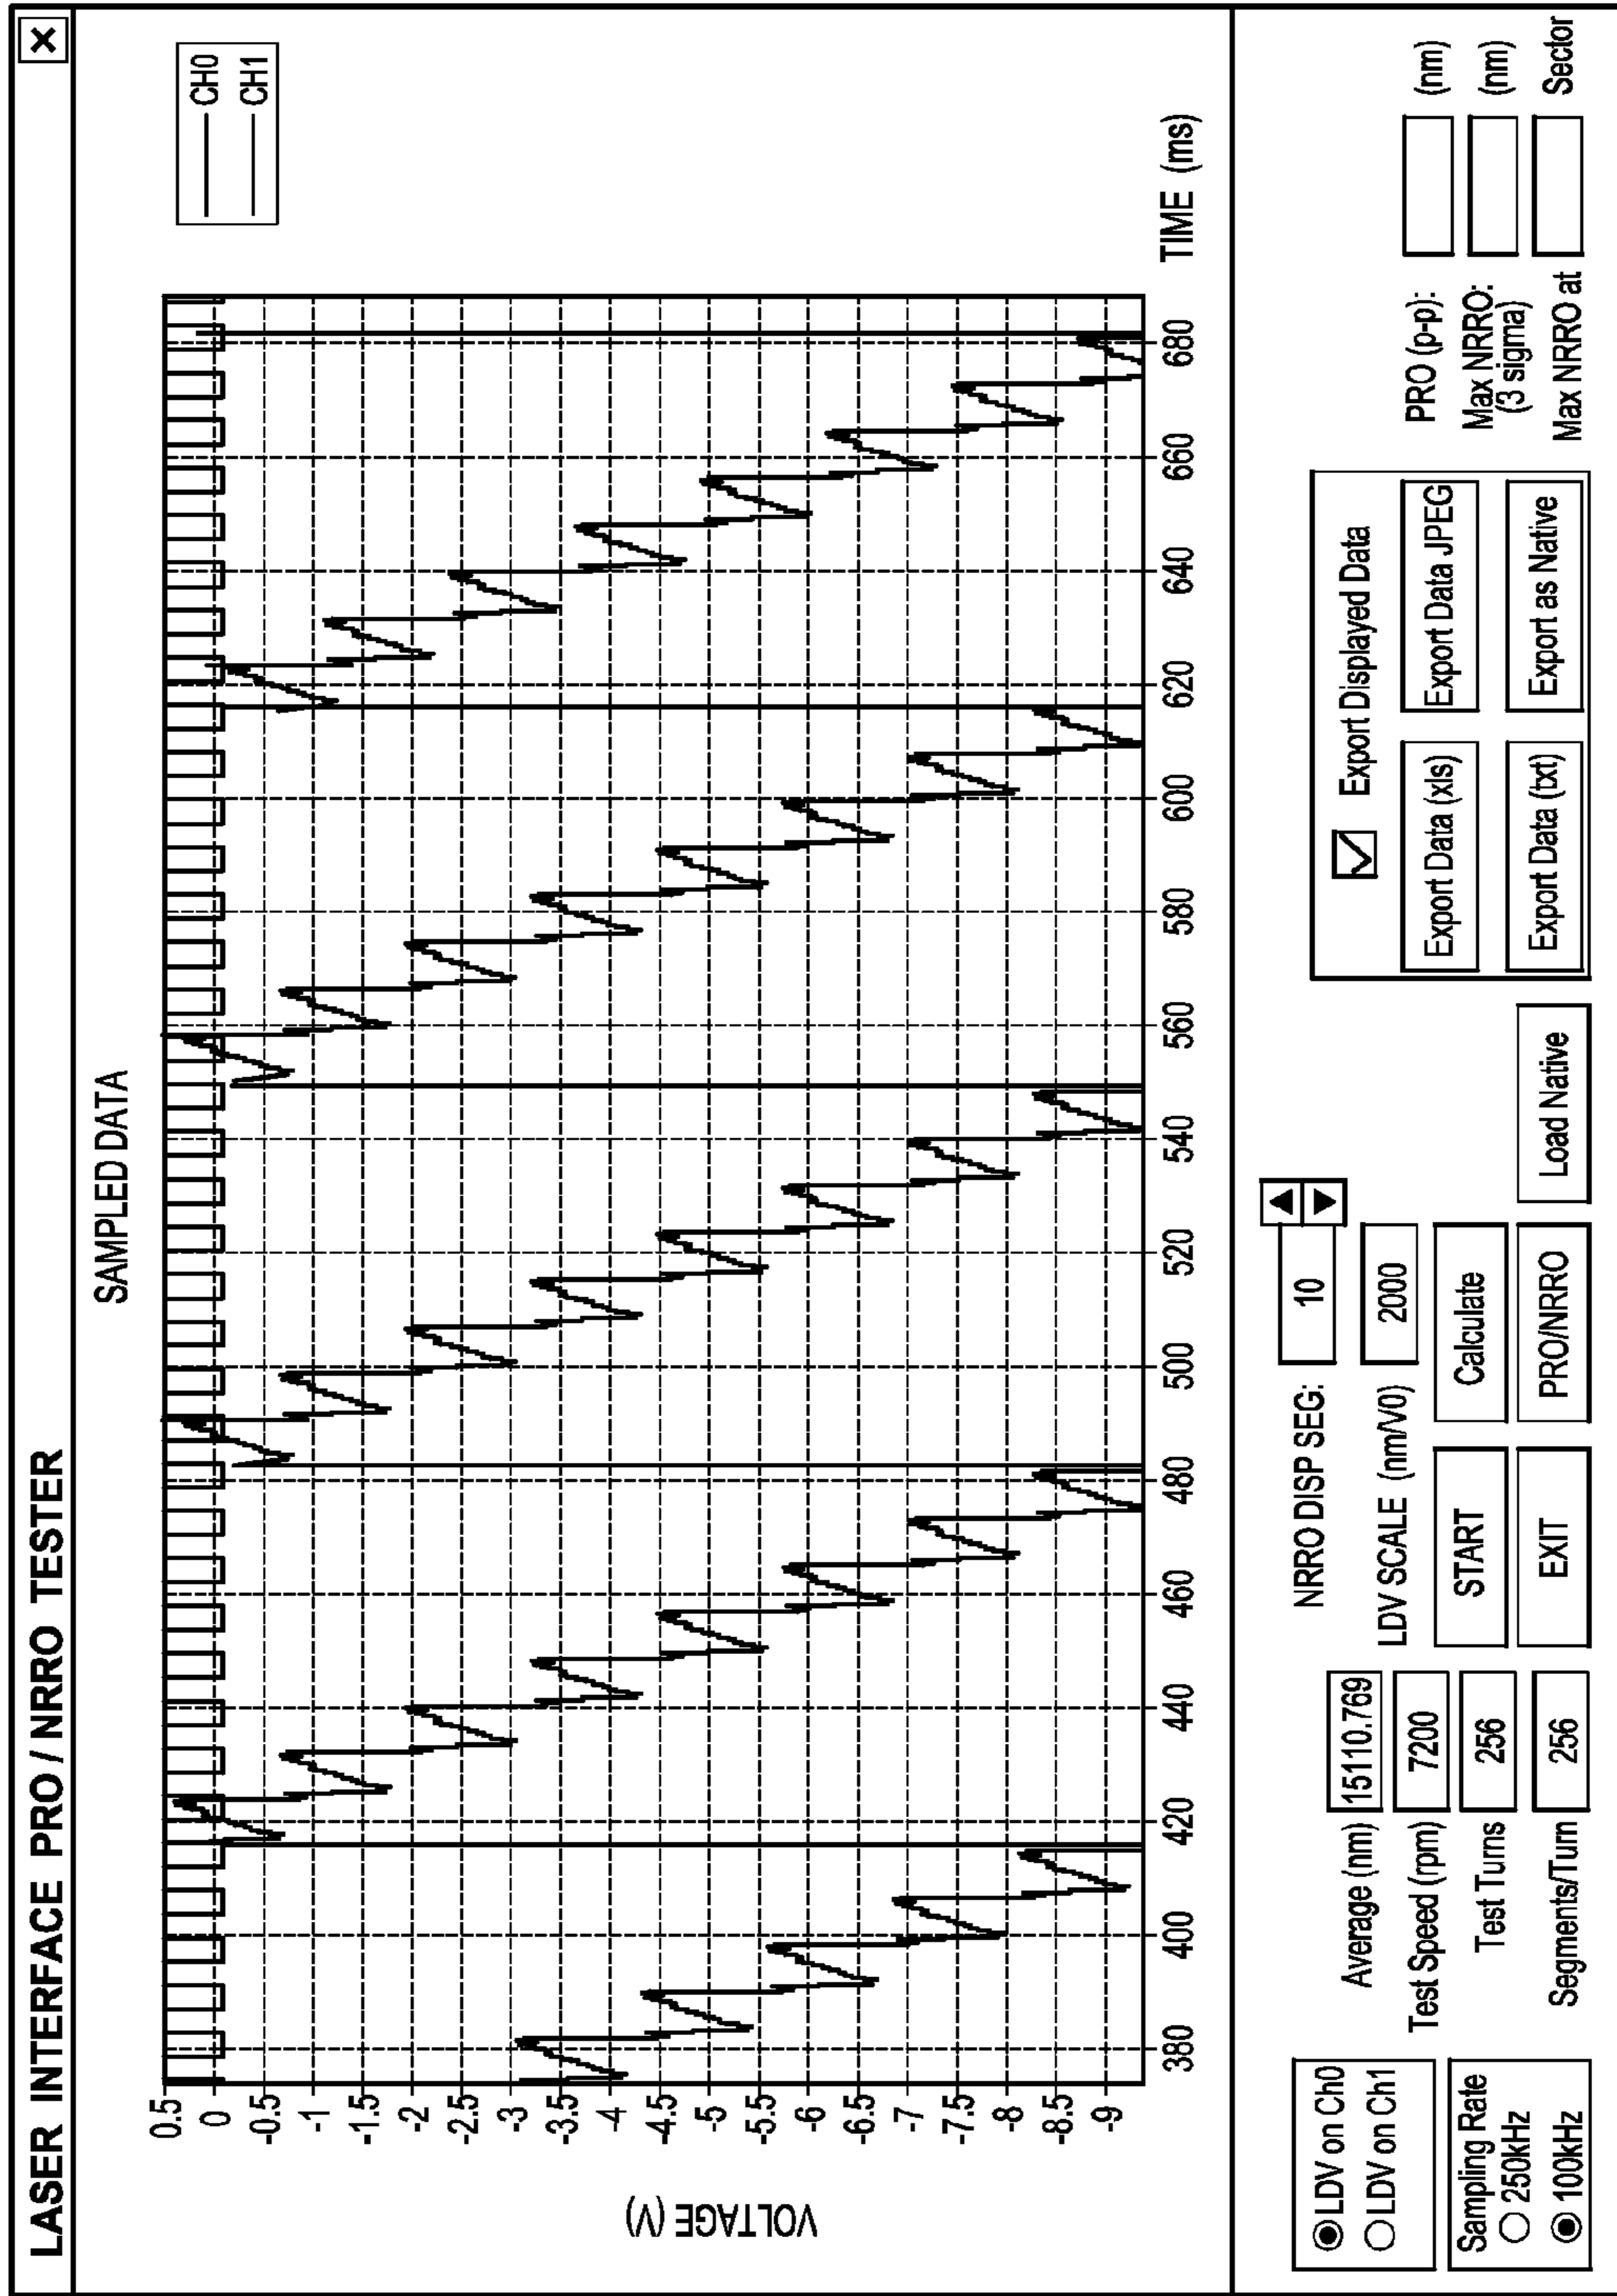 LASER INTERFACE PRO / NRRO TESTER
SAMPLED DATA
CH0
CH1
VOLTAGE (V)
0.5
0
-0.5
-1
-1.5
-2
-2.5
-3
-3.5
-4
-4.5
-5
-5.5
-6
-6.5
-7
-7.5
-8
-8.5
-9
380 400 420 440 460 480 500 520 540 560 580 600 620 640 660 680
TIME (ms)
LDV on Ch0
LDV on Ch1
Sampling Rate
250kHz
100kHz
Average (nm) 15110.769
Test Speed (rpm) 7200
Test Turns 256
Segments/Turn 256
NRRO DISP SEG: 10
LDV SCALE (nm/V0) 2000
START Calculate
EXIT PRO/NRRO Load Native
Export Displayed Data
Export Data (xls) Export Data JPEG
Export Data (txt) Export as Native
PRO (p-p): (nm)
Max NRRO: (nm)
(3 sigma)
Max NRRO at Sector